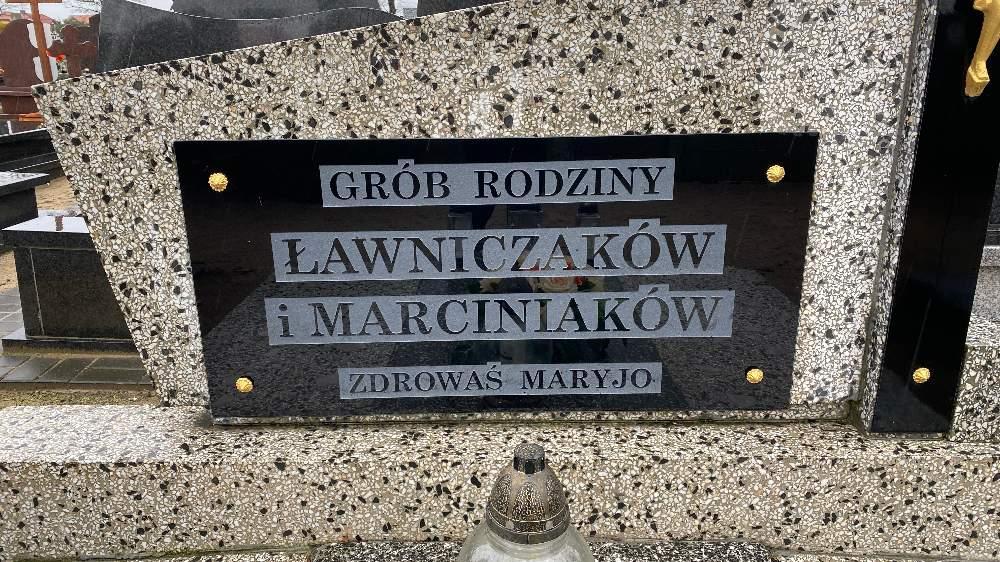 GRÓB RODZINY
ŁAWNICZAKÓW
i MARCINIAKÓW
ZDROWAŚ MARYJO